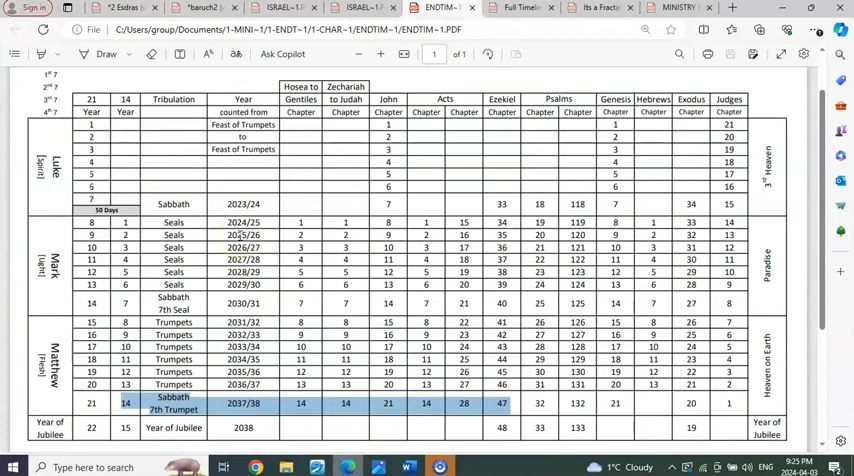 Sign in
*2 Esdras
*baruch2
ISRAEL~1
ISRAEL~1
ENDTIM~1
Full Timele
Its a Fractal
MINISTRY
File
C:/Users/group/Documents/1-MINI~1/1-ENDT~1/1-CHAR~1/ENDTIM~1/ENDTIM~1.PDF
Draw
Ask Copilot
1 of 1
1st 7
2nd 7 Hosea to Zechariah
3rd 7 21 14 Tribulation Year Gentiles to Judah John Acts Ezekiel Psalms Genesis Hebrews Exodus Judges
4th 7 Year Year counted from Chapter Chapter Chapter Chapter Chapter Chapter Chapter Chapter Chapter Chapter Chapter Chapter
Luke [Spirit]
1 Feast of Trumpets 1 1 21
2 to 2 2 20
3 Feast of Trumpets 3 3 19
4 4 4 18
5 5 5 17
6 6 6 16
7 Sabbath 2023/24 7 33 18 118 7 34 15
50 Days
3rd Heaven
Mark [Light]
8 1 Seals 2024/25 1 1 8 1 15 34 19 119 8 1 33 14
9 2 Seals 2025/26 2 2 9 2 16 35 20 120 9 2 32 13
10 3 Seals 2026/27 3 3 10 3 17 36 21 121 10 3 31 12
11 4 Seals 2027/28 4 4 11 4 18 37 22 122 11 4 30 11
12 5 Seals 2028/29 5 5 12 5 19 38 23 123 12 5 29 10
13 6 Seals 2029/30 6 6 13 6 20 39 24 124 13 6 28 9
14 7 Sabbath 7th Seal 2030/31 7 7 14 7 21 40 25 125 14 7 27 8
Paradise
Matthew [Flesh]
15 8 Trumpets 2031/32 8 8 15 8 22 41 26 126 15 8 26 7
16 9 Trumpets 2032/33 9 9 16 9 23 42 27 127 16 9 25 6
17 10 Trumpets 2033/34 10 10 17 10 24 43 28 128 17 10 24 5
18 11 Trumpets 2034/35 11 11 18 11 25 44 29 129 18 11 23 4
19 12 Trumpets 2035/36 12 12 19 12 26 45 30 130 19 12 22 3
20 13 Trumpets 2036/37 13 13 20 13 27 46 31 131 20 13 21 2
21 14 Sabbath 7th Trumpet 2037/38 14 14 21 14 28 47 32 132 21 20 1
Heaven on Earth
Year of Jubilee 22 15 Year of Jubilee 2038 48 33 133 19 Year of Jubilee
Type here to search
1°C Cloudy
9:25 PM
2024-04-03